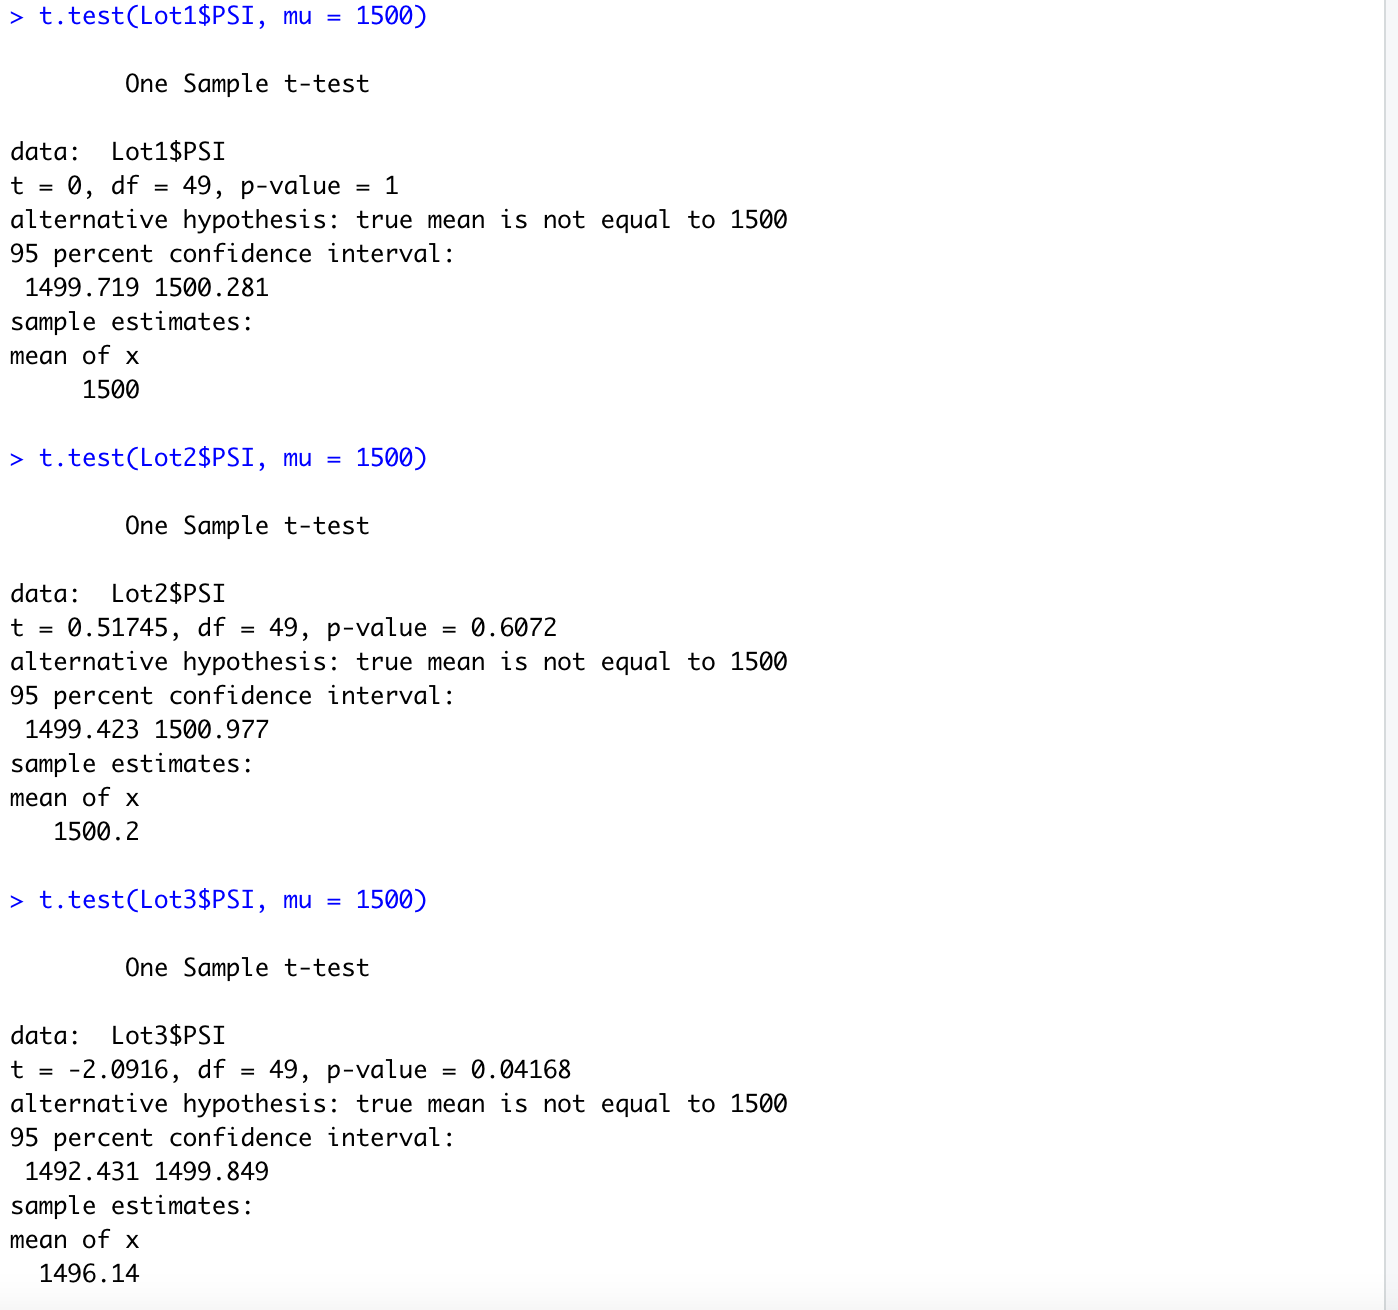 > t.test(Lot1$PSI, mu = 1500)
One Sample t-test
data:  Lot1$PSI
t = 0, df = 49, p-value = 1
alternative hypothesis: true mean is not equal to 1500
95 percent confidence interval:
1499.719 1500.281
sample estimates:
mean of x
1500
> t.test(Lot2$PSI, mu = 1500)
One Sample t-test
data:  Lot2$PSI
t = 0.51745, df = 49, p-value = 0.6072
alternative hypothesis: true mean is not equal to 1500
95 percent confidence interval:
1499.423 1500.977
sample estimates:
mean of x
1500.2
> t.test(Lot3$PSI, mu = 1500)
One Sample t-test
data:  Lot3$PSI
t = -2.0916, df = 49, p-value = 0.04168
alternative hypothesis: true mean is not equal to 1500
95 percent confidence interval:
1492.431 1499.849
sample estimates:
mean of x
1496.14